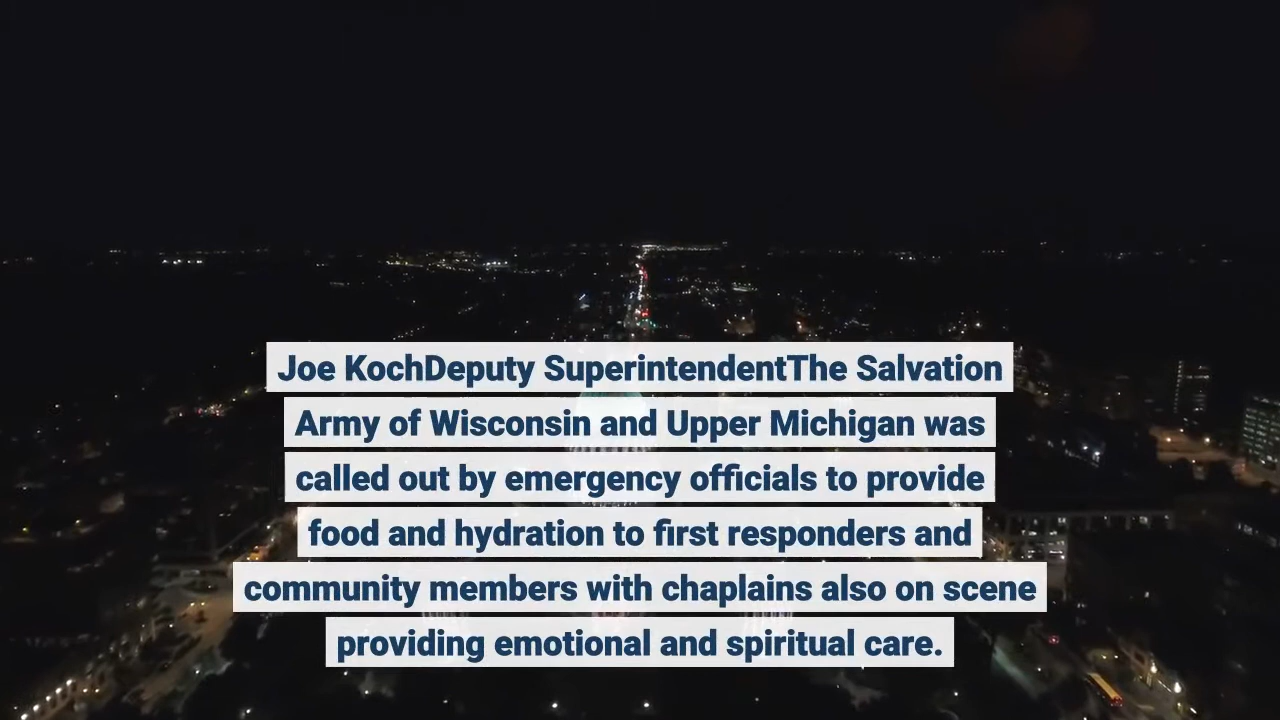 Joe KochDeputy SuperintendentThe Salvation
Army of Wisconsin and Upper Michigan was
called out by emergency officials to provide
food and hydration to first responders and
community members with chaplains also on scene
providing emotional and spiritual care.